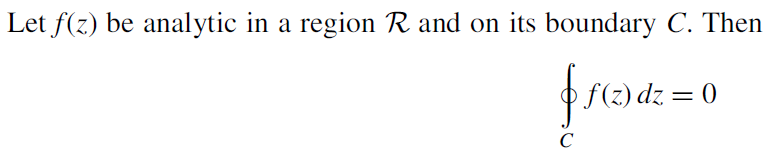 Let f(z) be analytic in a region ℛ and on its boundary C. Then
∮ f(z) dz = 0
C